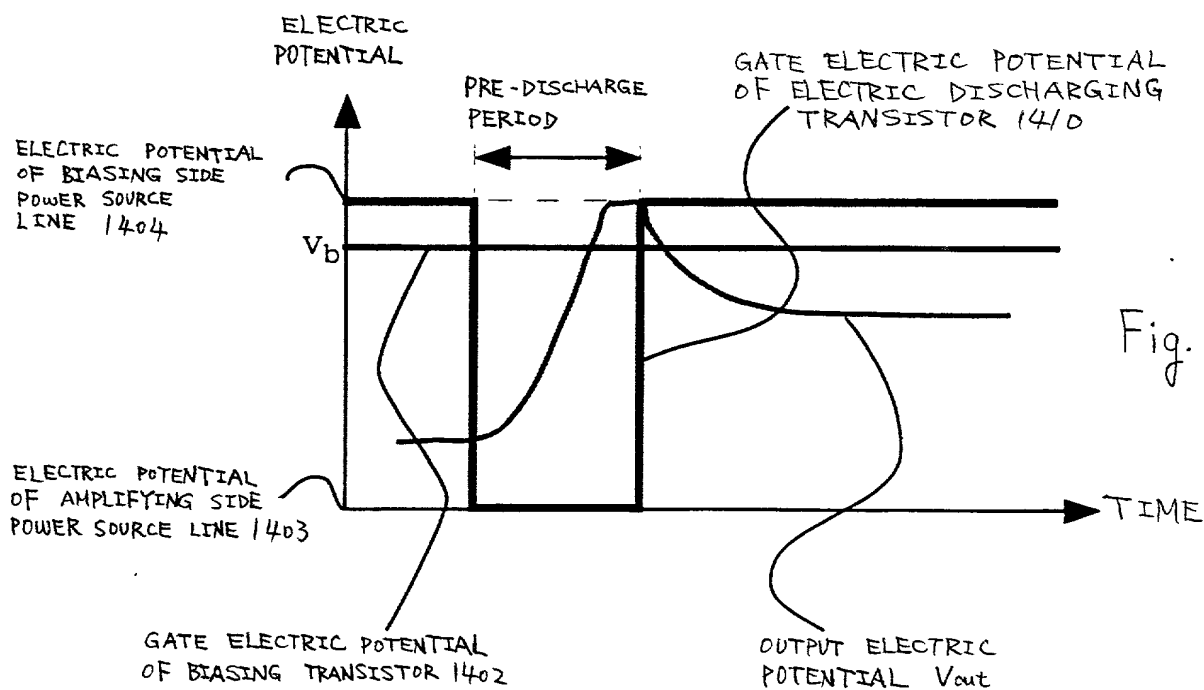 ELECTRIC
POTENTIAL
GATE ELECTRIC POTENTIAL
OF ELECTRIC DISCHARGING
TRANSISTOR 1410
PRE-DISCHARGE
PERIOD
ELECTRIC POTENTIAL
OF BIASING SIDE
POWER SOURCE
LINE 1404
Vb
Fig.
ELECTRIC POTENTIAL
OF AMPLIFYING SIDE
POWER SOURCE LINE 1403
TIME
GATE ELECTRIC POTENTIAL
OF BIASING TRANSISTOR 1402
OUTPUT ELECTRIC
POTENTIAL Vout